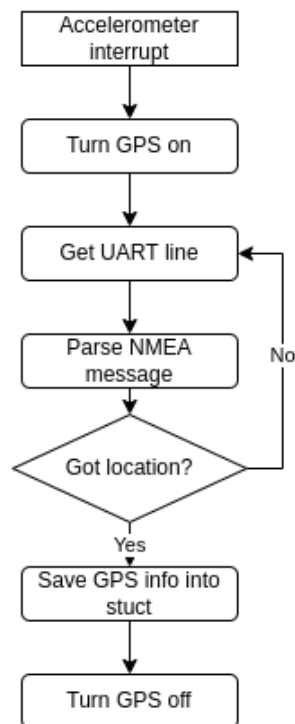 Accelerometer
interrupt
Turn GPS on
Get UART line
Parse NMEA
message
No
Got location?
Yes
Save GPS info into
stuct
Turn GPS off